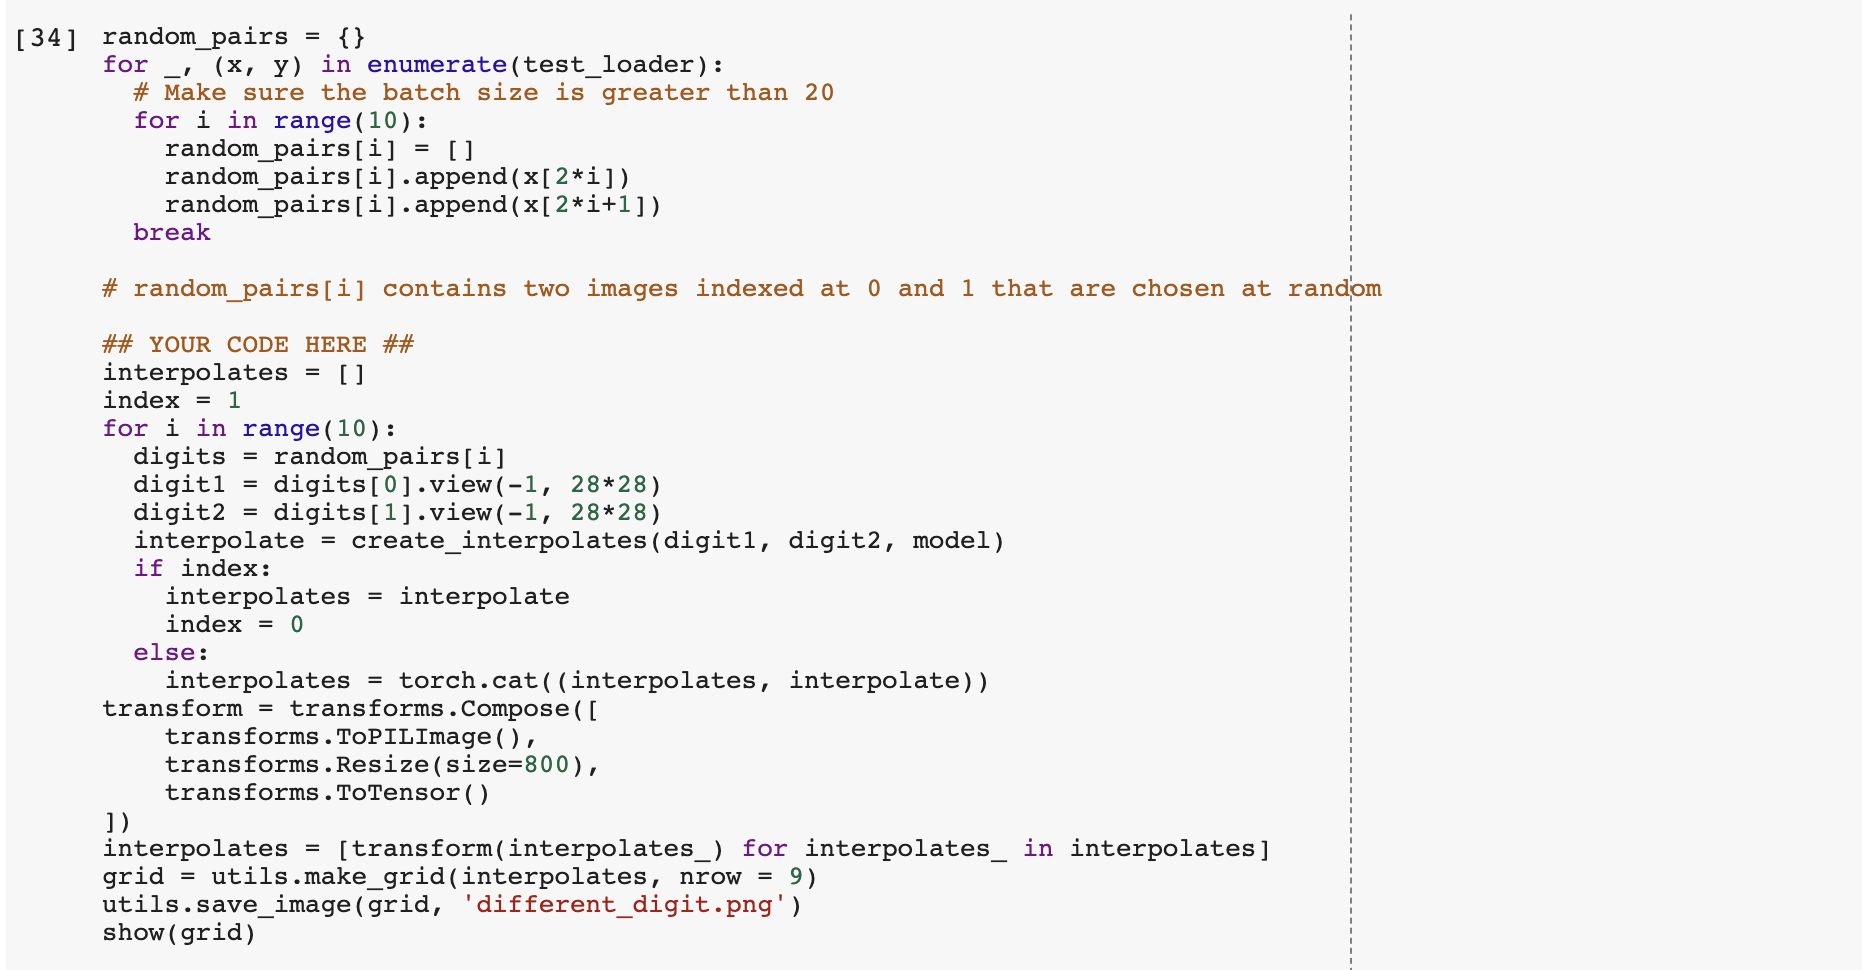 [34] random_pairs = {}
for _, (x, y) in enumerate(test_loader):
  # Make sure the batch size is greater than 20
  for i in range(10):
    random_pairs[i] = []
    random_pairs[i].append(x[2*i])
    random_pairs[i].append(x[2*i+1])
  break

# random_pairs[i] contains two images indexed at 0 and 1 that are chosen at random

## YOUR CODE HERE ##
interpolates = []
index = 1
for i in range(10):
  digits = random_pairs[i]
  digit1 = digits[0].view(-1, 28*28)
  digit2 = digits[1].view(-1, 28*28)
  interpolate = create_interpolates(digit1, digit2, model)
  if index:
    interpolates = interpolate
    index = 0
  else:
    interpolates = torch.cat((interpolates, interpolate))
transform = transforms.Compose([
    transforms.ToPILImage(),
    transforms.Resize(size=800),
    transforms.ToTensor()
])
interpolates = [transform(interpolates_) for interpolates_ in interpolates]
grid = utils.make_grid(interpolates, nrow = 9)
utils.save_image(grid, 'different_digit.png')
show(grid)